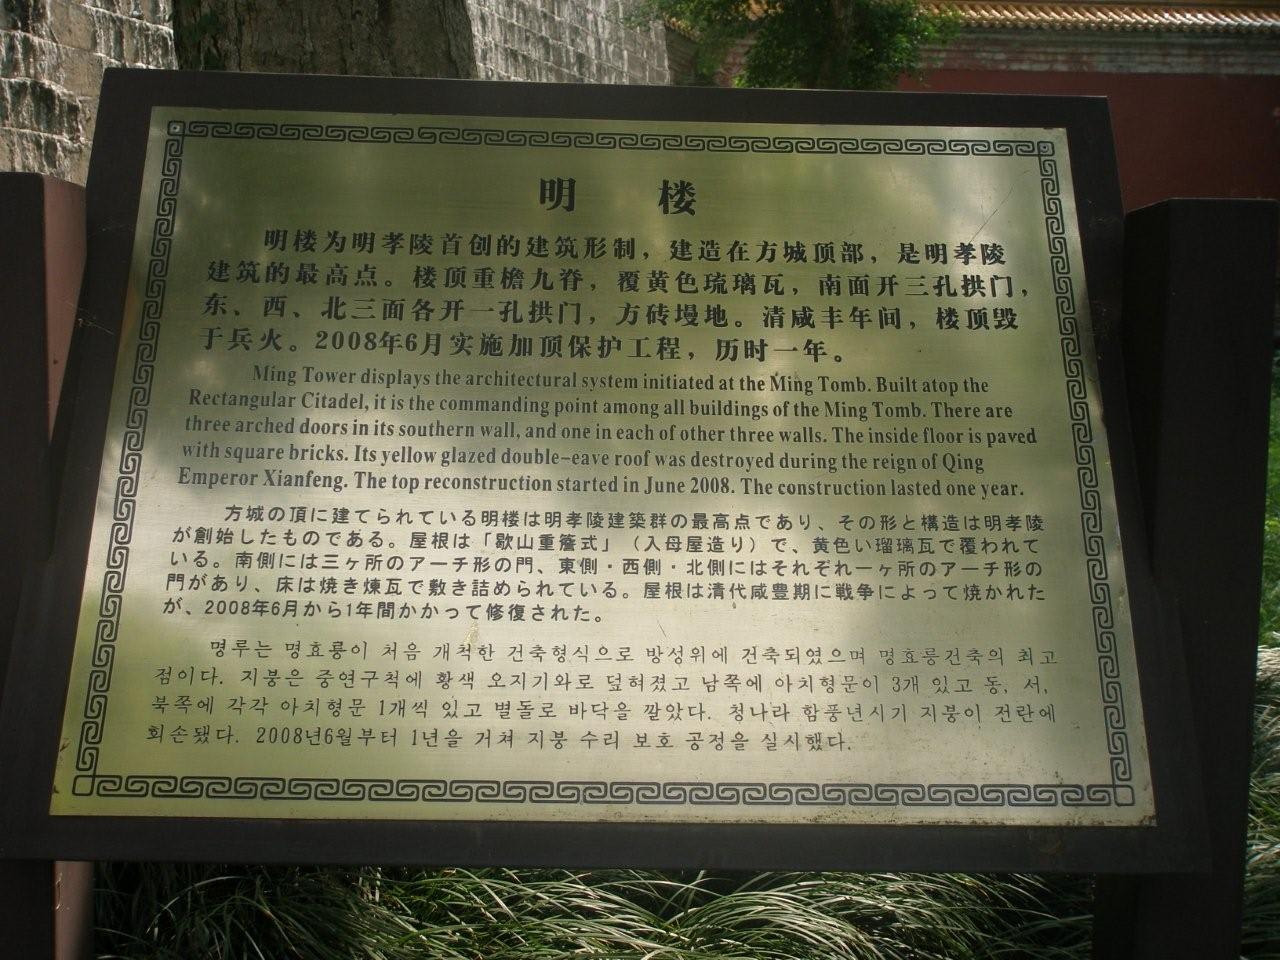 明楼
明楼为明孝陵首创的建筑形制，建造在方城顶部，是明孝陵
建筑的最高点。楼顶重檐九脊，覆黄色琉璃瓦，南面开三孔拱门，
东、西、北三面各开一孔拱门，方砖墁地。清咸丰年间，楼顶毁
于兵火。2008年6月实施加顶保护工程，历时一年。
Ming Tower displays the architectural system initiated at the Ming Tomb. Built atop the
Rectangular Citadel, it is the commanding point among all buildings of the Ming Tomb. There are
three arched doors in its southern wall, and one in each of other three walls. The inside floor is paved
with square bricks. Its yellow glazed double-eave roof was destroyed during the reign of Qing
Emperor Xianfeng. The top reconstruction started in June 2008. The construction lasted one year.
方城の頂に建てられている明楼は明孝陵建築群の最高点であり、その形と構造は明孝陵
が創始したものである。屋根は「歇山重簷式」（入母屋造り）で、黄色い瑠璃瓦で覆われて
いる。南側には三ヶ所のアーチ形の門、東側・西側・北側にはそれぞれ一ヶ所のアーチ形の
門があり、床は焼き煉瓦で敷き詰められている。屋根は清代咸豊期に戦争によって焼かれた
が、2008年6月から1年間かかって修復された。
명루는 명효릉이 처음 개척한 건축형식으로 방성위에 건축되였으며 명효릉건축의 최고
점이다. 지붕은 중연구척에 황색 오지기와로 덮혀졌고 남쪽에 아치형문이 3개 있고 동, 서,
북쪽에 각각 아치형문 1개씩 있고 별돌로 바닥을 깔았다. 청나라 함풍년시기 지붕이 전란에
회손됐다. 2008년6월부터 1년을 거쳐 지붕 수리 보호 공정을 실시했다.